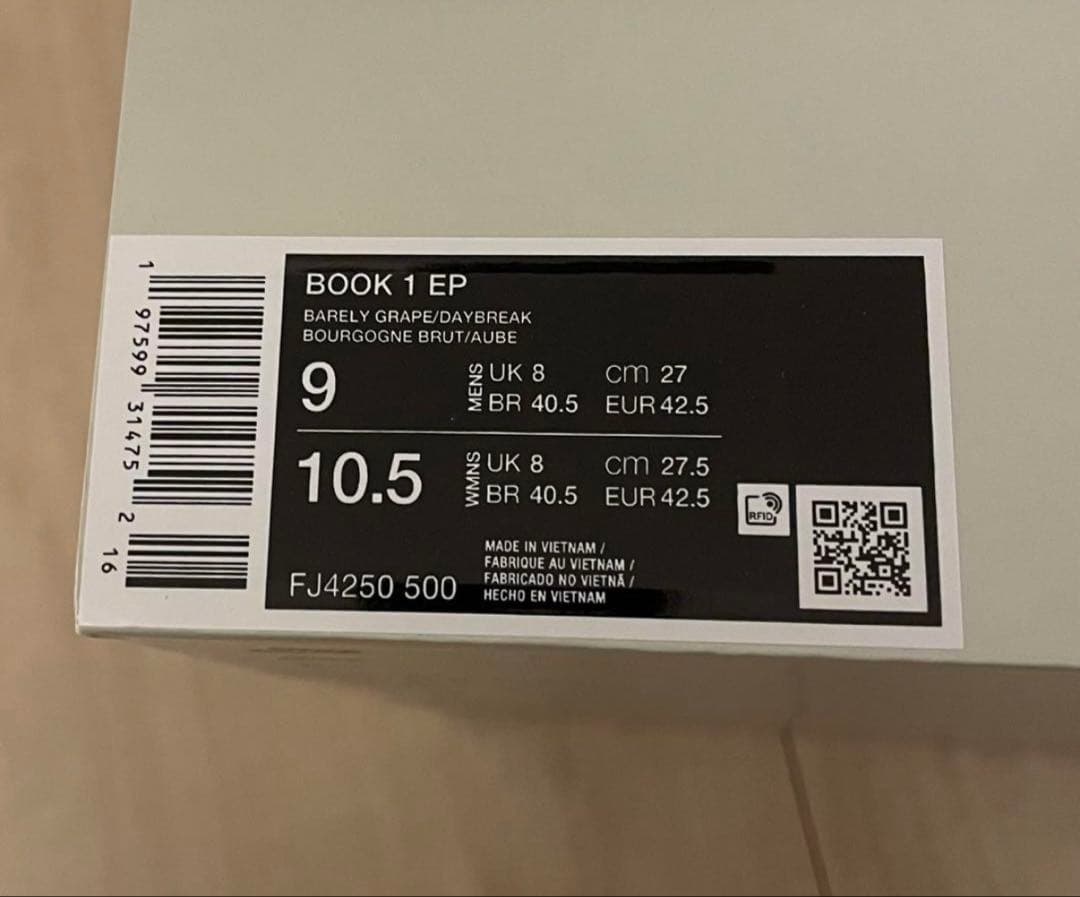 BOOK 1 EP
BARELY GRAPE/DAYBREAK
BOURGOGNE BRUT/AUBE
9 MENS UK 8 cm 27
BR 40.5 EUR 42.5
10.5 WMNS UK 8 cm 27.5
BR 40.5 EUR 42.5
RFID
MADE IN VIETNAM /
FABRIQUE AU VIETNAM /
FABRICADO NO VIETNÃ /
HECHO EN VIETNAM
FJ4250 500
1 97599 31475 2 16